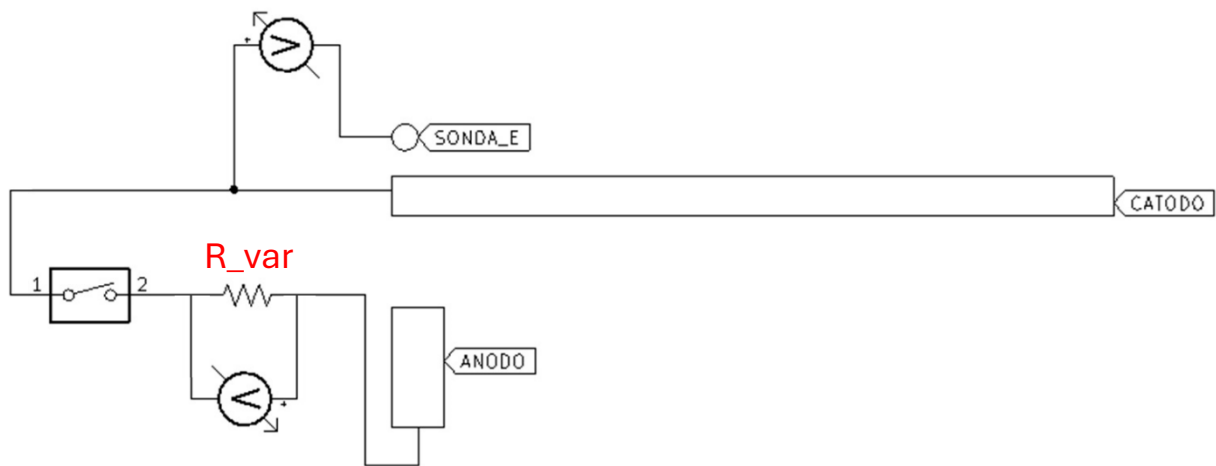 +
V
SONDA_E
CATODO
R_var
1
2
ANODO
V
+